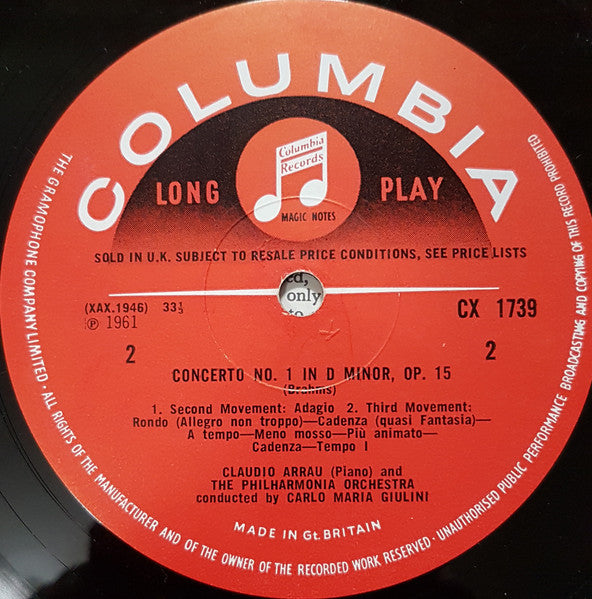 COLUMBIA
Columbia
Records
LONG PLAY
MAGIC NOTES
SOLD IN U.K. SUBJECT TO RESALE PRICE CONDITIONS, SEE PRICE LISTS
only
(XAX.1946) 33⅓ CX 1739
Ⓟ 1961
2 2
CONCERTO NO. 1 IN D MINOR, OP. 15
(Brahms)
1. Second Movement: Adagio 2. Third Movement:
Rondo (Allegro non troppo)—Cadenza (quasi Fantasia)—
A tempo—Meno mosso—Più animato—
Cadenza—Tempo I
CLAUDIO ARRAU (Piano) and
THE PHILHARMONIA ORCHESTRA
conducted by CARLO MARIA GIULINI
MADE IN Gt. BRITAIN
THE GRAMOPHONE COMPANY LIMITED · ALL RIGHTS OF THE MANUFACTURER AND OF THE OWNER OF THE RECORDED WORK RESERVED · UNAUTHORISED PUBLIC PERFORMANCE BROADCASTING AND COPYING OF THIS RECORD PROHIBITED